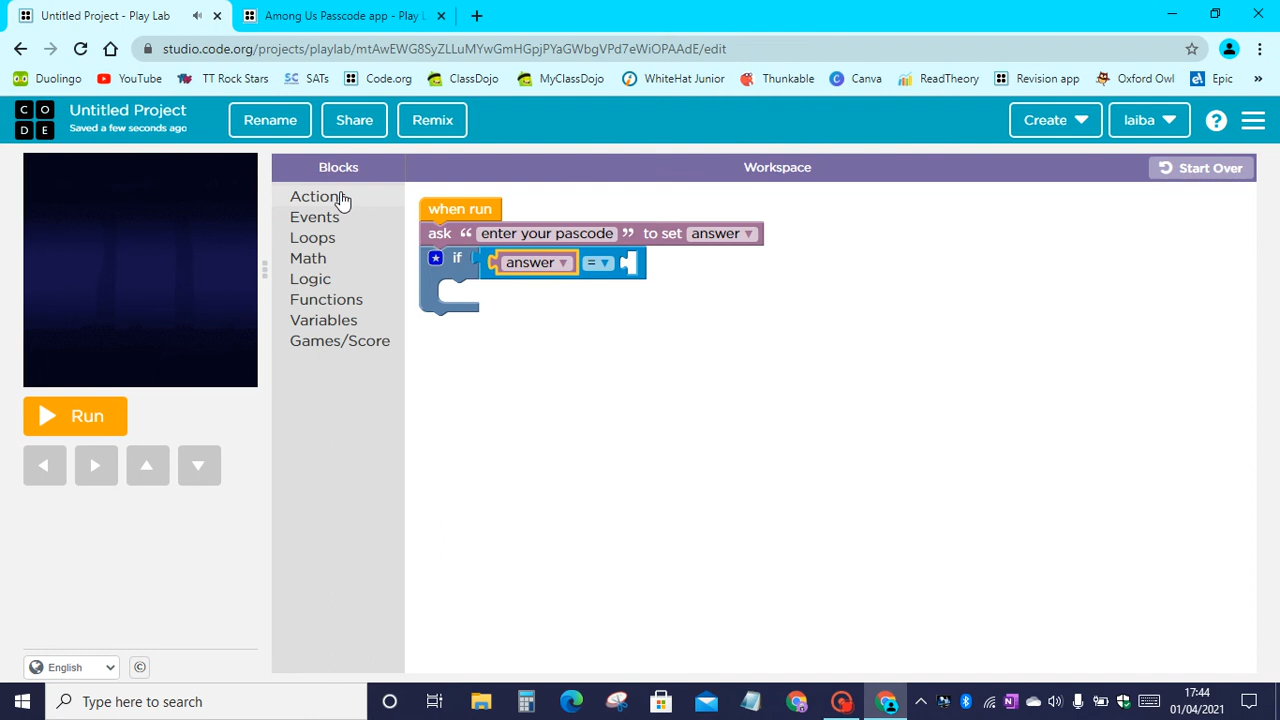 Untitled Project - Play Lab
Among Us Passcode app - Play L
studio.code.org/projects/playlab/mtAwEWG8SyZLLuMYwGmHGpjPYaGWbgVPd7eWiOPAAdE/edit
Duolingo YouTube TT Rock Stars SATs Code.org ClassDojo MyClassDojo WhiteHat Junior Thunkable Canva ReadTheory Revision app Oxford Owl Epic »
C O D E
Untitled Project
Saved a few seconds ago
Rename
Share
Remix
Create
laiba
Blocks
Workspace
Start Over
Actions
Events
Loops
Math
Logic
Functions
Variables
Games/Score
when run
ask “ enter your pascode ” to set answer
if answer =
Run
English
©
Type here to search
17:44
01/04/2021